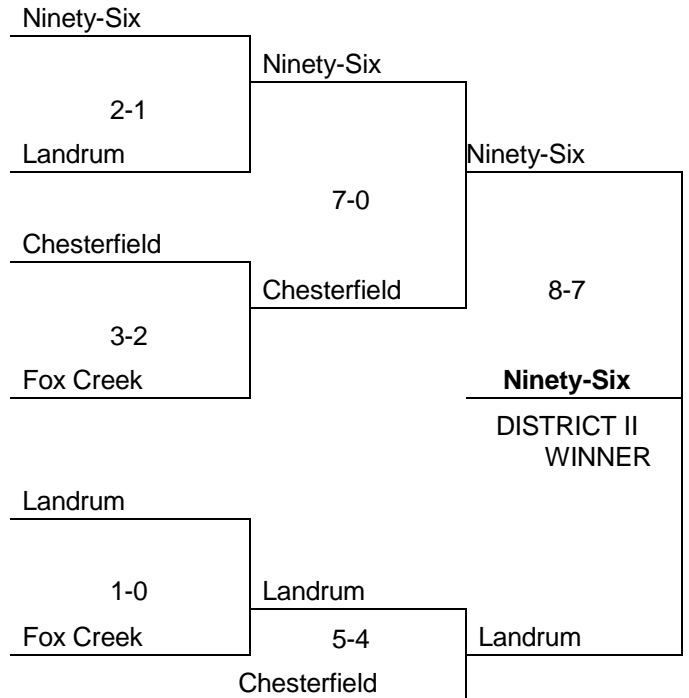 Ninety-Six
Ninety-Six
2-1
Landrum
Ninety-Six
7-0
Chesterfield
Chesterfield
8-7
3-2
Fox Creek
Ninety-Six
DISTRICT II
WINNER
Landrum
1-0
Landrum
Fox Creek
5-4
Landrum
Chesterfield